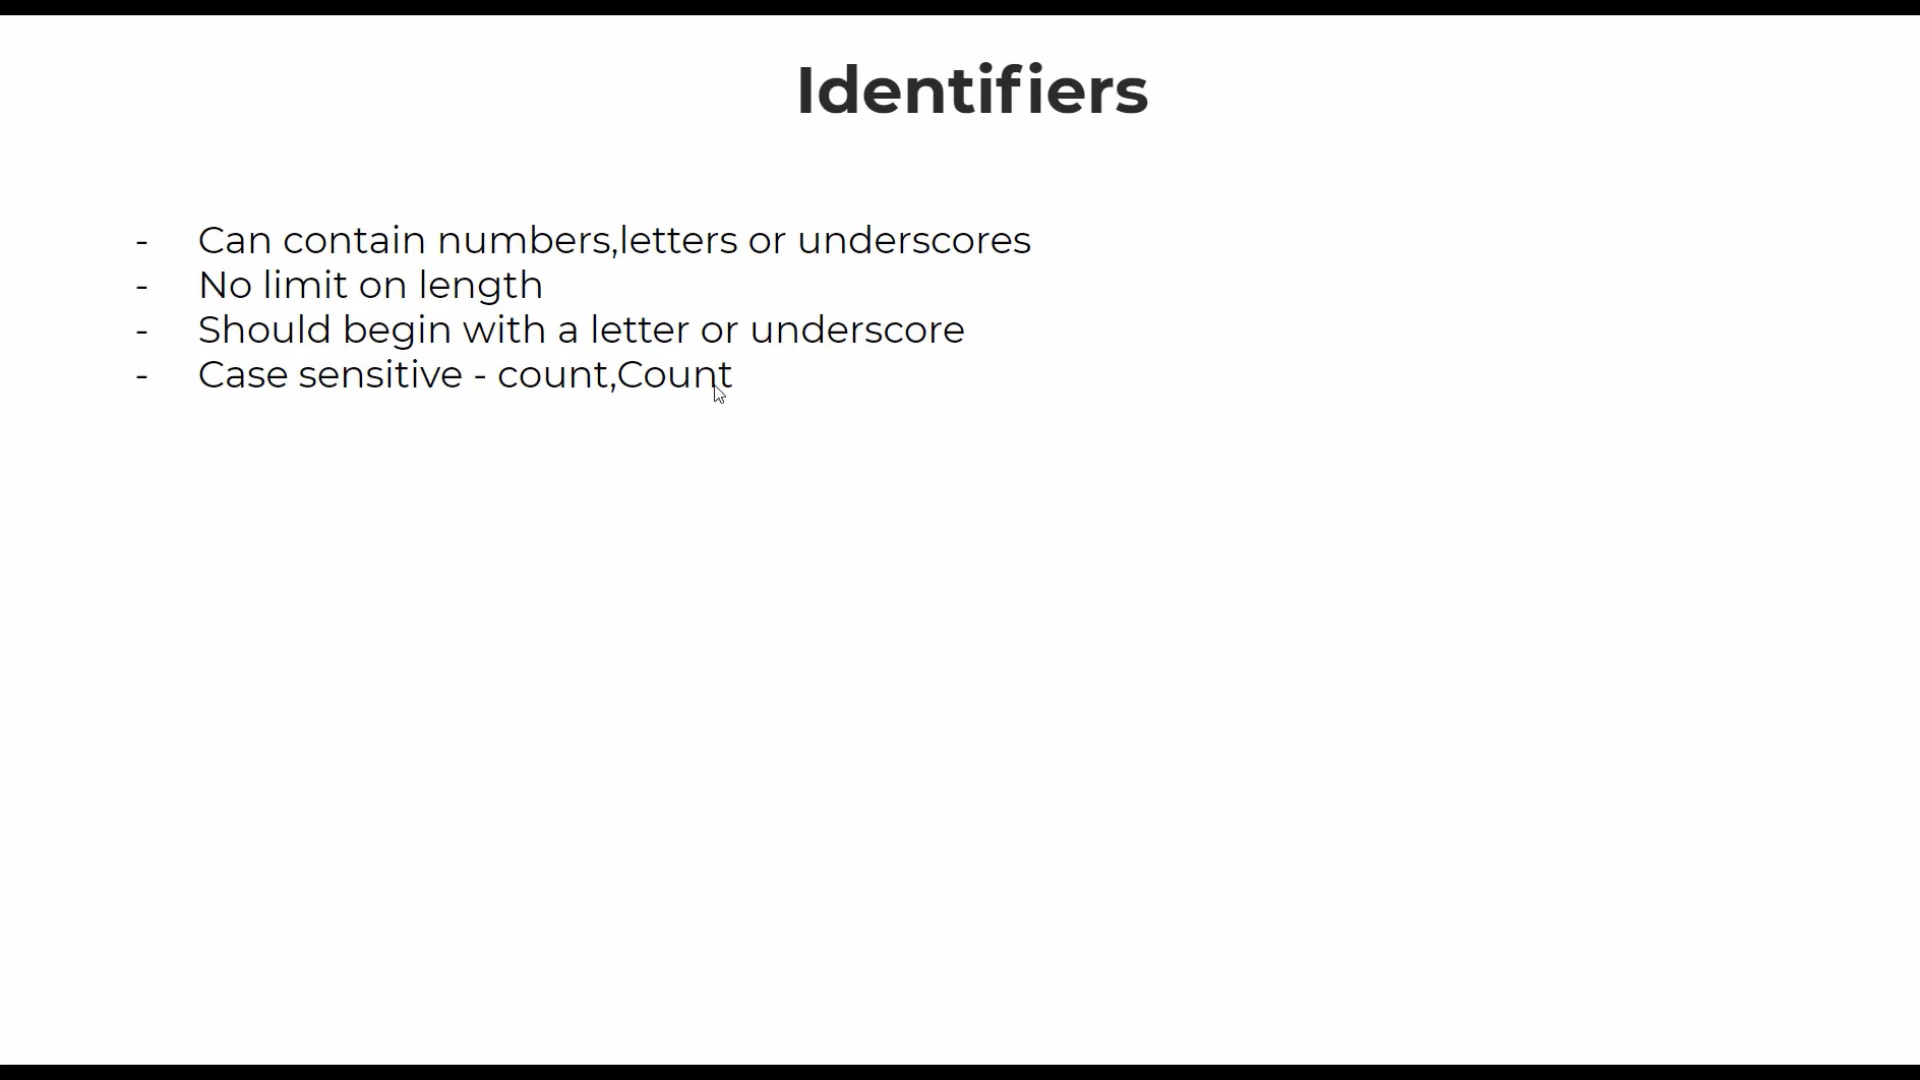 Identifiers
- Can contain numbers,letters or underscores
- No limit on length
- Should begin with a letter or underscore
- Case sensitive - count,Count